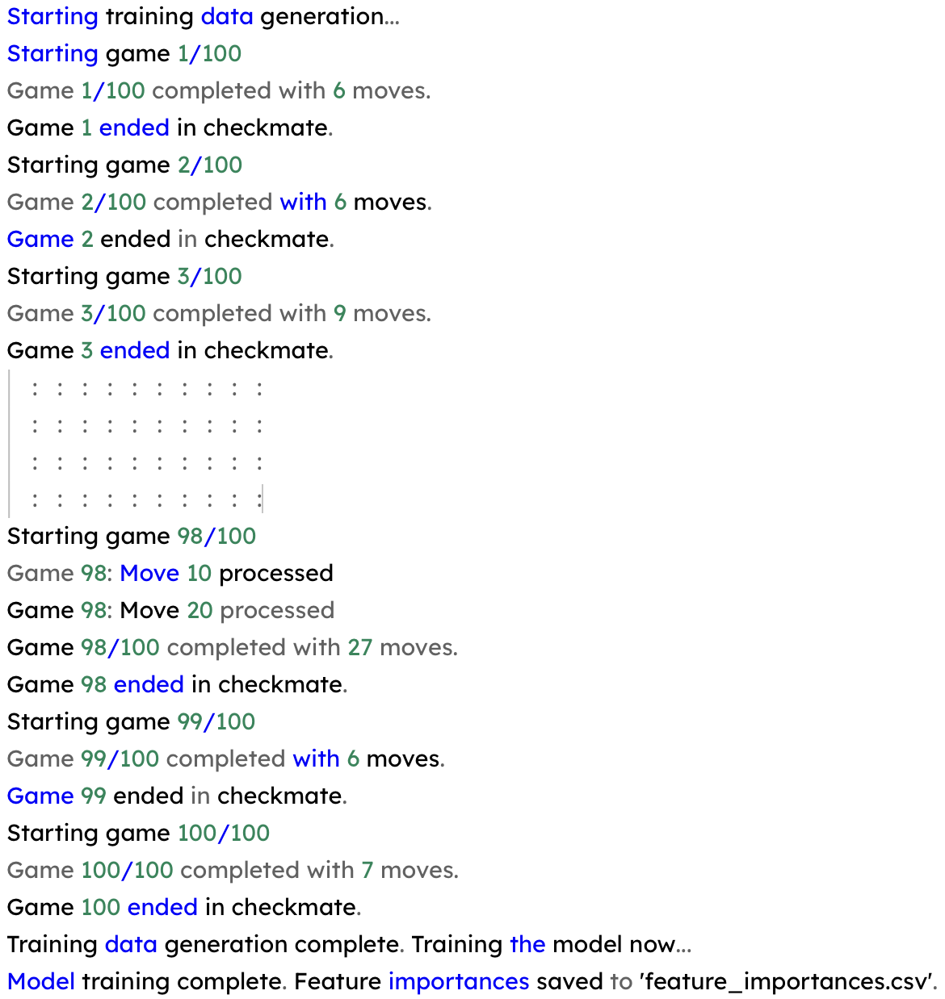 Starting training data generation...
Starting game 1/100
Game 1/100 completed with 6 moves.
Game 1 ended in checkmate.
Starting game 2/100
Game 2/100 completed with 6 moves.
Game 2 ended in checkmate.
Starting game 3/100
Game 3/100 completed with 9 moves.
Game 3 ended in checkmate.
: : : : : : : : : :
: : : : : : : : : :
: : : : : : : : : :
: : : : : : : : : :
Starting game 98/100
Game 98: Move 10 processed
Game 98: Move 20 processed
Game 98/100 completed with 27 moves.
Game 98 ended in checkmate.
Starting game 99/100
Game 99/100 completed with 6 moves.
Game 99 ended in checkmate.
Starting game 100/100
Game 100/100 completed with 7 moves.
Game 100 ended in checkmate.
Training data generation complete. Training the model now...
Model training complete. Feature importances saved to 'feature_importances.csv'.